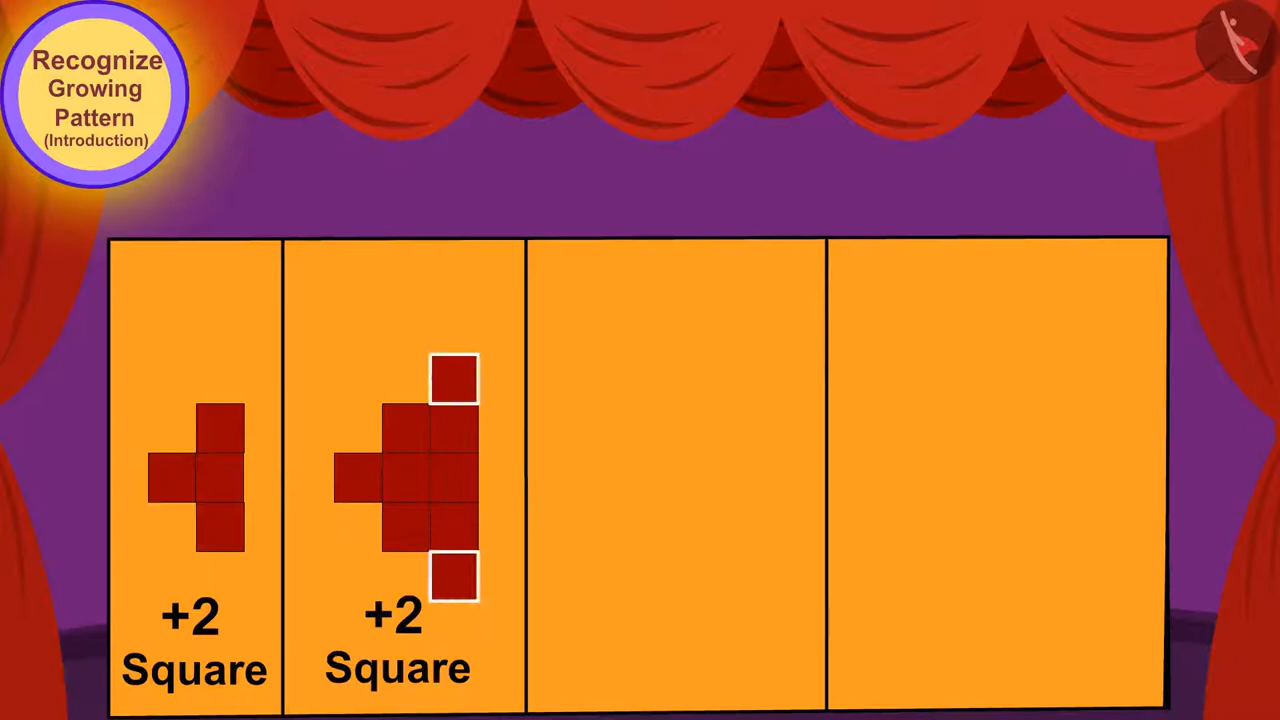 Recognize
Growing
Pattern
(Introduction)
+2
Square
+2
Square